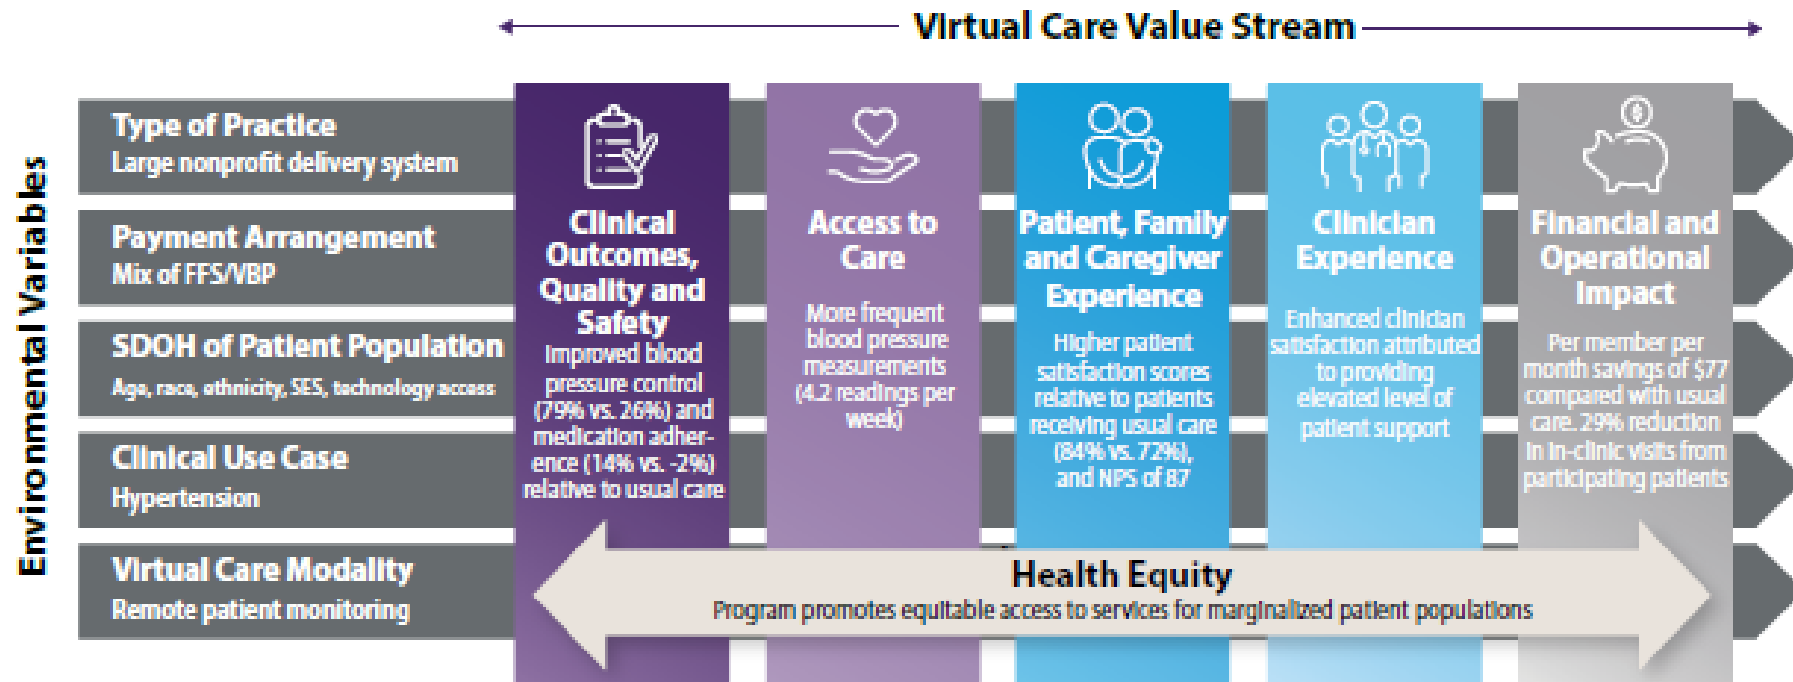 Virtual Care Value Stream
Environmental Variables
Type of Practice
Large nonprofit delivery system
Payment Arrangement
Mix of FFS/VBP
SDOH of Patient Population
Age, race, ethnicity, SES, technology access
Clinical Use Case
Hypertension
Virtual Care Modality
Remote patient monitoring
Clinical
Outcomes,
Quality and
Safety
Improved blood
pressure control
(79% vs. 26%) and
medication adher-
ence (14% vs. -2%)
relative to usual care
Access to
Care
More frequent
blood pressure
measurements
(4.2 readings per
week)
Patient, Family
and Caregiver
Experience
Higher patient
satisfaction scores
relative to patients
receiving usual care
(84% vs. 72%),
and NPS of 87
Clinician
Experience
Enhanced clinician
satisfaction attributed
to providing
elevated level of
patient support
Financial and
Operational
Impact
Per member per
month savings of $77
compared with usual
care. 29% reduction
in in-clinic visits from
participating patients
Health Equity
Program promotes equitable access to services for marginalized patient populations